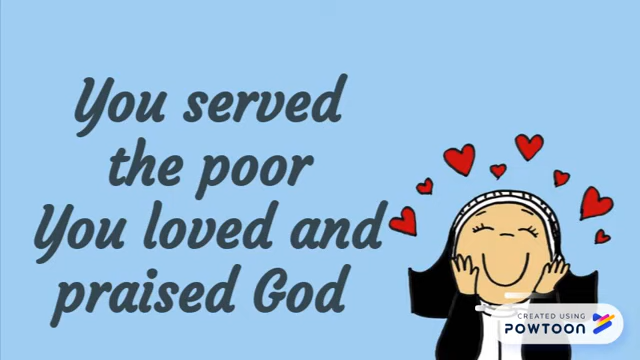 You served
the poor
You loved and
praised God
CREATED USING
POWTOON